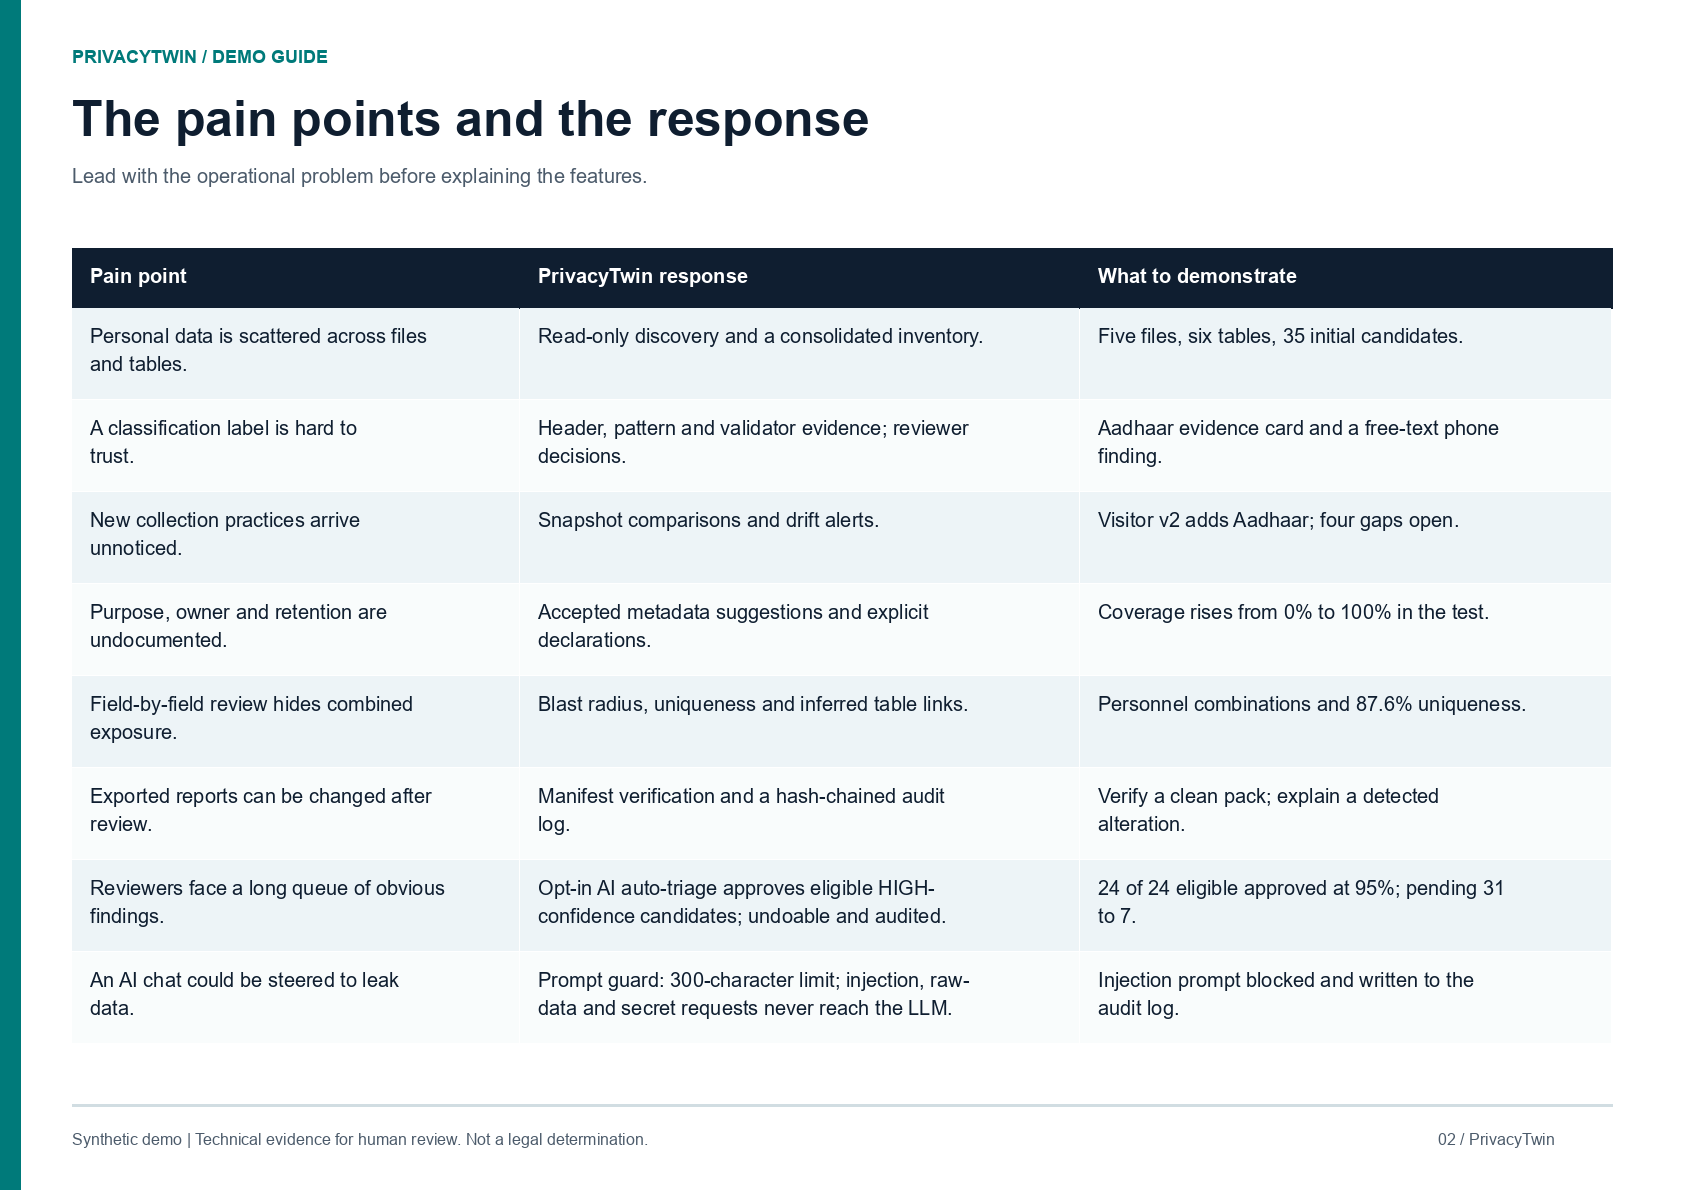 PRIVACYTWIN / DEMO GUIDE
The pain points and the response
Lead with the operational problem before explaining the features.
Pain point
PrivacyTwin response
What to demonstrate
Personal data is scattered across files
and tables.
Read-only discovery and a consolidated inventory.
Five files, six tables, 35 initial candidates.
A classification label is hard to
trust.
Header, pattern and validator evidence; reviewer
decisions.
Aadhaar evidence card and a free-text phone
finding.
New collection practices arrive
unnoticed.
Snapshot comparisons and drift alerts.
Visitor v2 adds Aadhaar; four gaps open.
Purpose, owner and retention are
undocumented.
Accepted metadata suggestions and explicit
declarations.
Coverage rises from 0% to 100% in the test.
Field-by-field review hides combined
exposure.
Blast radius, uniqueness and inferred table links.
Personnel combinations and 87.6% uniqueness.
Exported reports can be changed after
review.
Manifest verification and a hash-chained audit
log.
Verify a clean pack; explain a detected
alteration.
Reviewers face a long queue of obvious
findings.
Opt-in AI auto-triage approves eligible HIGH-
confidence candidates; undoable and audited.
24 of 24 eligible approved at 95%; pending 31
to 7.
An AI chat could be steered to leak
data.
Prompt guard: 300-character limit; injection, raw-
data and secret requests never reach the LLM.
Injection prompt blocked and written to the
audit log.
Synthetic demo | Technical evidence for human review. Not a legal determination.
02 / PrivacyTwin